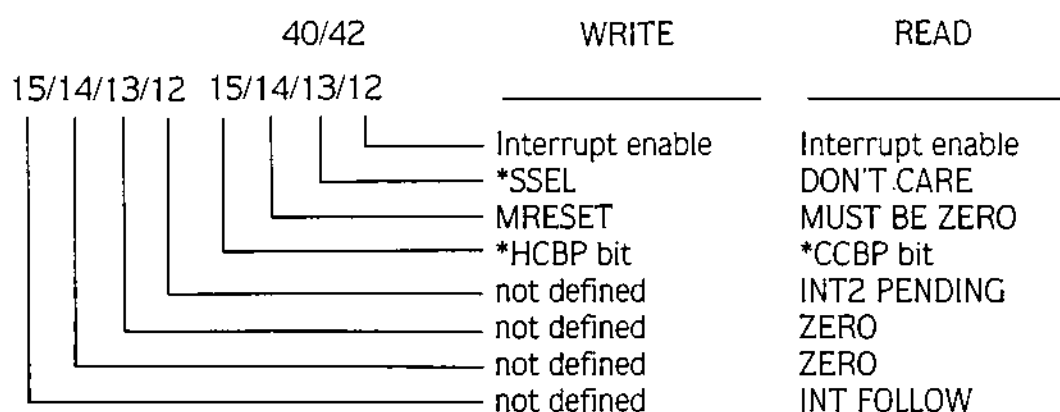 40/42 WRITE READ
15/14/13/12 15/14/13/12
Interrupt enable Interrupt enable
*SSEL DON'T CARE
MRESET MUST BE ZERO
*HCBP bit *CCBP bit
not defined INT2 PENDING
not defined ZERO
not defined ZERO
not defined INT FOLLOW